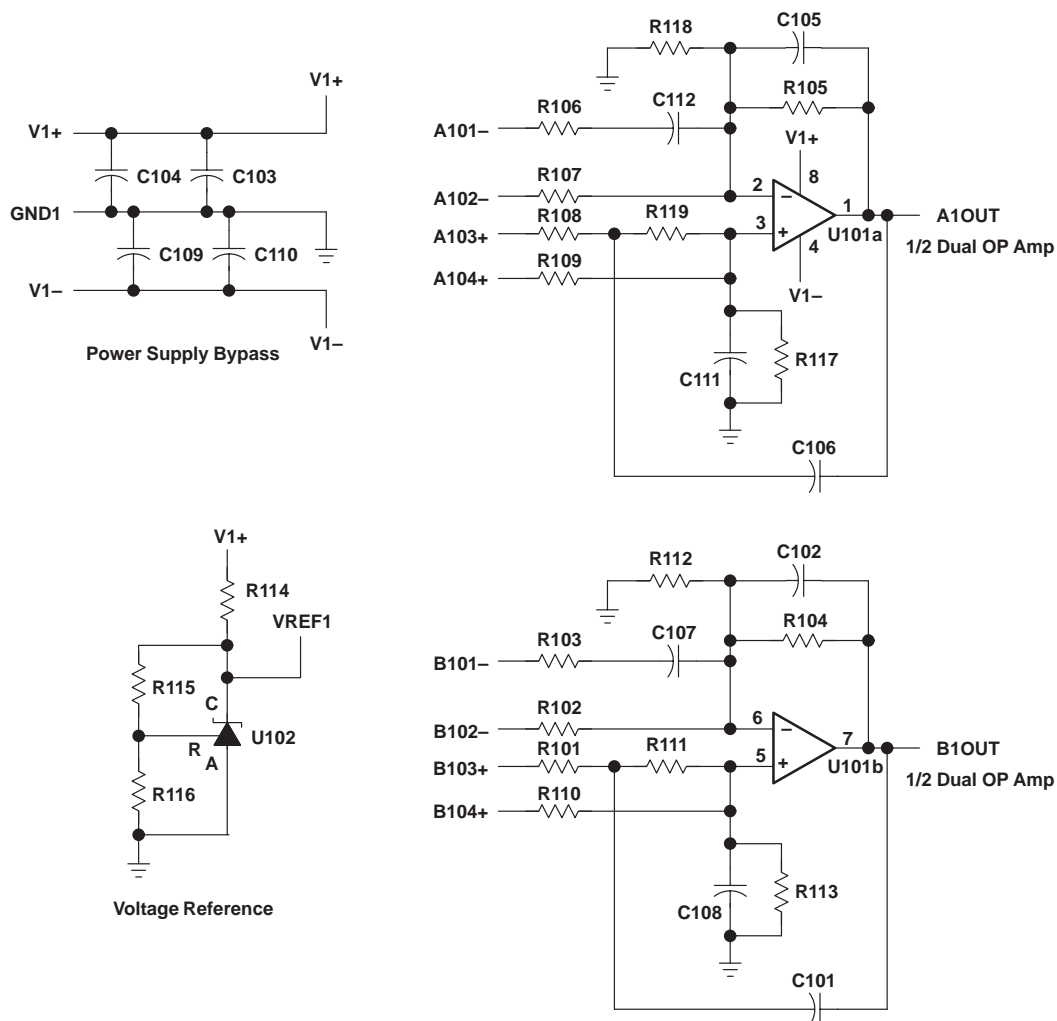 V1+
V1+
C104
C103
GND1
C109
C110
V1–
V1–
Power Supply Bypass
R118
C105
R105
R106
C112
A101–
V1+
R107
A102–
2
–
8
R108
R119
1
A1OUT
A103+
3
+
U101a
4
1/2 Dual OP Amp
R109
A104+
V1–
C111
R117
C106
V1+
R114
VREF1
R115
C
R
U102
A
R116
Voltage Reference
R112
C102
R104
R103
C107
B101–
R102
B102–
6
–
R101
R111
7
B1OUT
B103+
5
+
U101b
1/2 Dual OP Amp
R110
B104+
C108
R113
C101